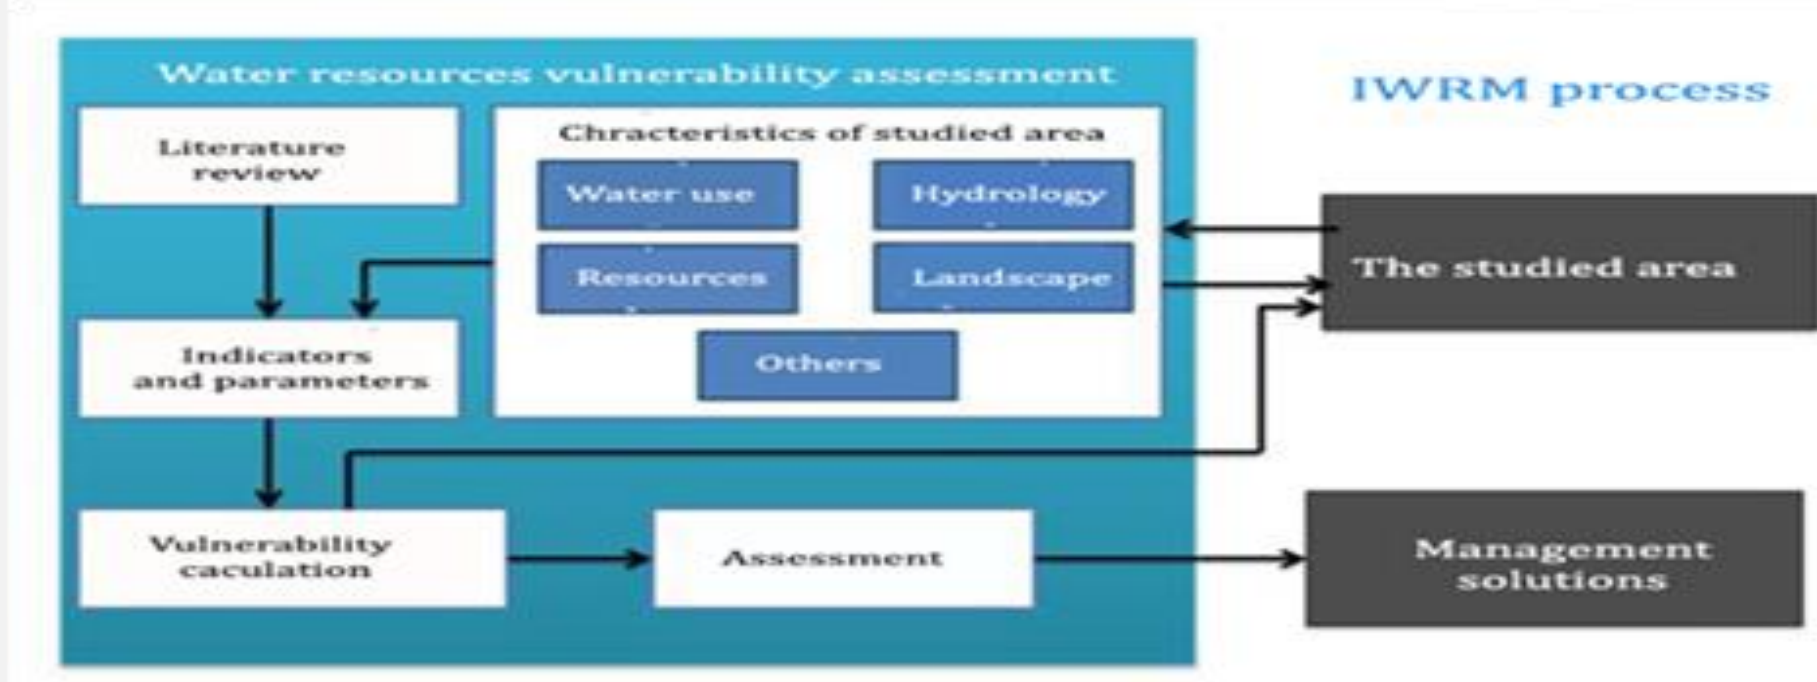 Water resources vulnerability assessment
IWRM process
Literature
review
Chracteristics of studied area
Water use
Hydrology
Resources
Landscape
Others
The studied area
Indicators
and parameters
Vulnerability
caculation
Assessment
Management
solutions